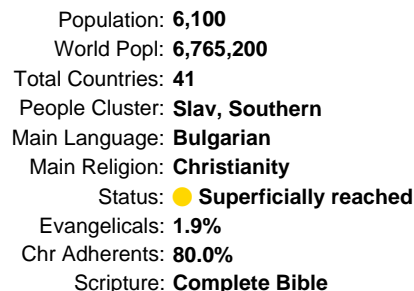 Population: 6,100
World Popl: 6,765,200
Total Countries: 41
People Cluster: Slav, Southern
Main Language: Bulgarian
Main Religion: Christianity
Status: Superficially reached
Evangelicals: 1.9%
Chr Adherents: 80.0%
Scripture: Complete Bible